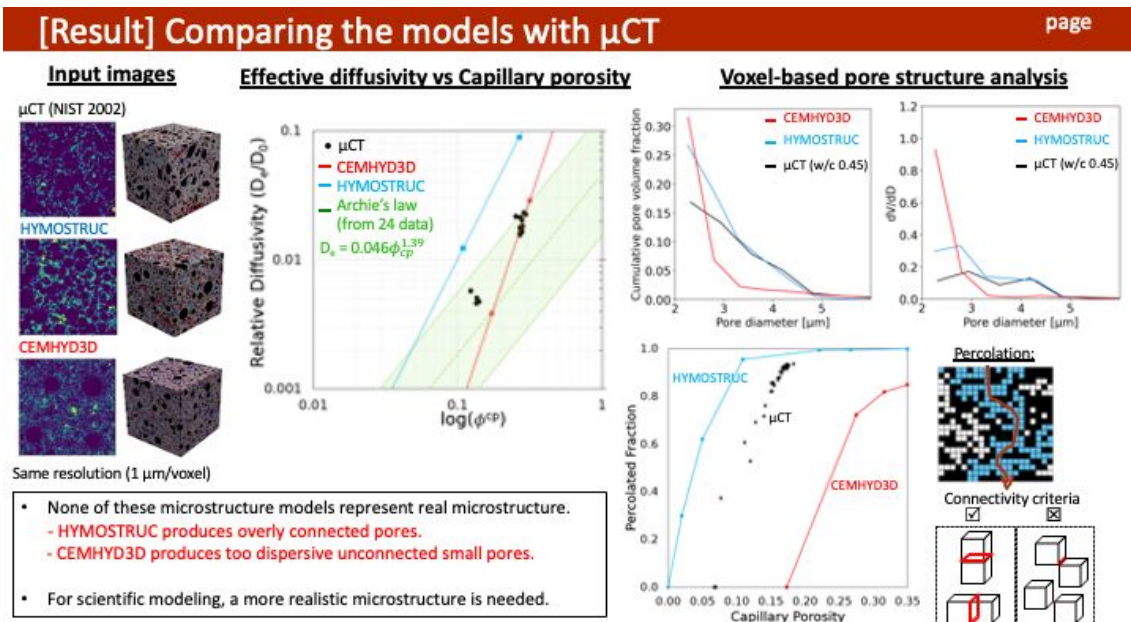 [Result] Comparing the models with μCT
page
Input images
μCT (NIST 2002)
HYMOSTRUC
CEMHYD3D
Same resolution (1 μm/voxel)
Effective diffusivity vs Capillary porosity
Relative Diffusivity (De/D0)
0.1
0.01
0.001
μCT
CEMHYD3D
HYMOSTRUC
Archie's law
(from 24 data)
De = 0.046ϕcp^1.39
0.01
0.1
1
log(ϕ^cp)
Voxel-based pore structure analysis
Cumulative pore volume fraction
0.30
0.25
0.20
0.15
0.10
0.05
0.00
CEMHYD3D
HYMOSTRUC
μCT (w/c 0.45)
2
3
4
5
Pore diameter [μm]
dV/dD
1.2
1.0
0.8
0.6
0.4
0.2
0.0
CEMHYD3D
HYMOSTRUC
μCT (w/c 0.45)
2
3
4
5
Pore diameter [μm]
Percolated Fraction
1.0
0.8
0.6
0.4
0.2
0.0
HYMOSTRUC
μCT
CEMHYD3D
0.00
0.05
0.10
0.15
0.20
0.25
0.30
0.35
Capillary Porosity
Percolation:
Connectivity criteria
☑ ☒
• None of these microstructure models represent real microstructure.
- HYMOSTRUC produces overly connected pores.
- CEMHYD3D produces too dispersive unconnected small pores.
• For scientific modeling, a more realistic microstructure is needed.